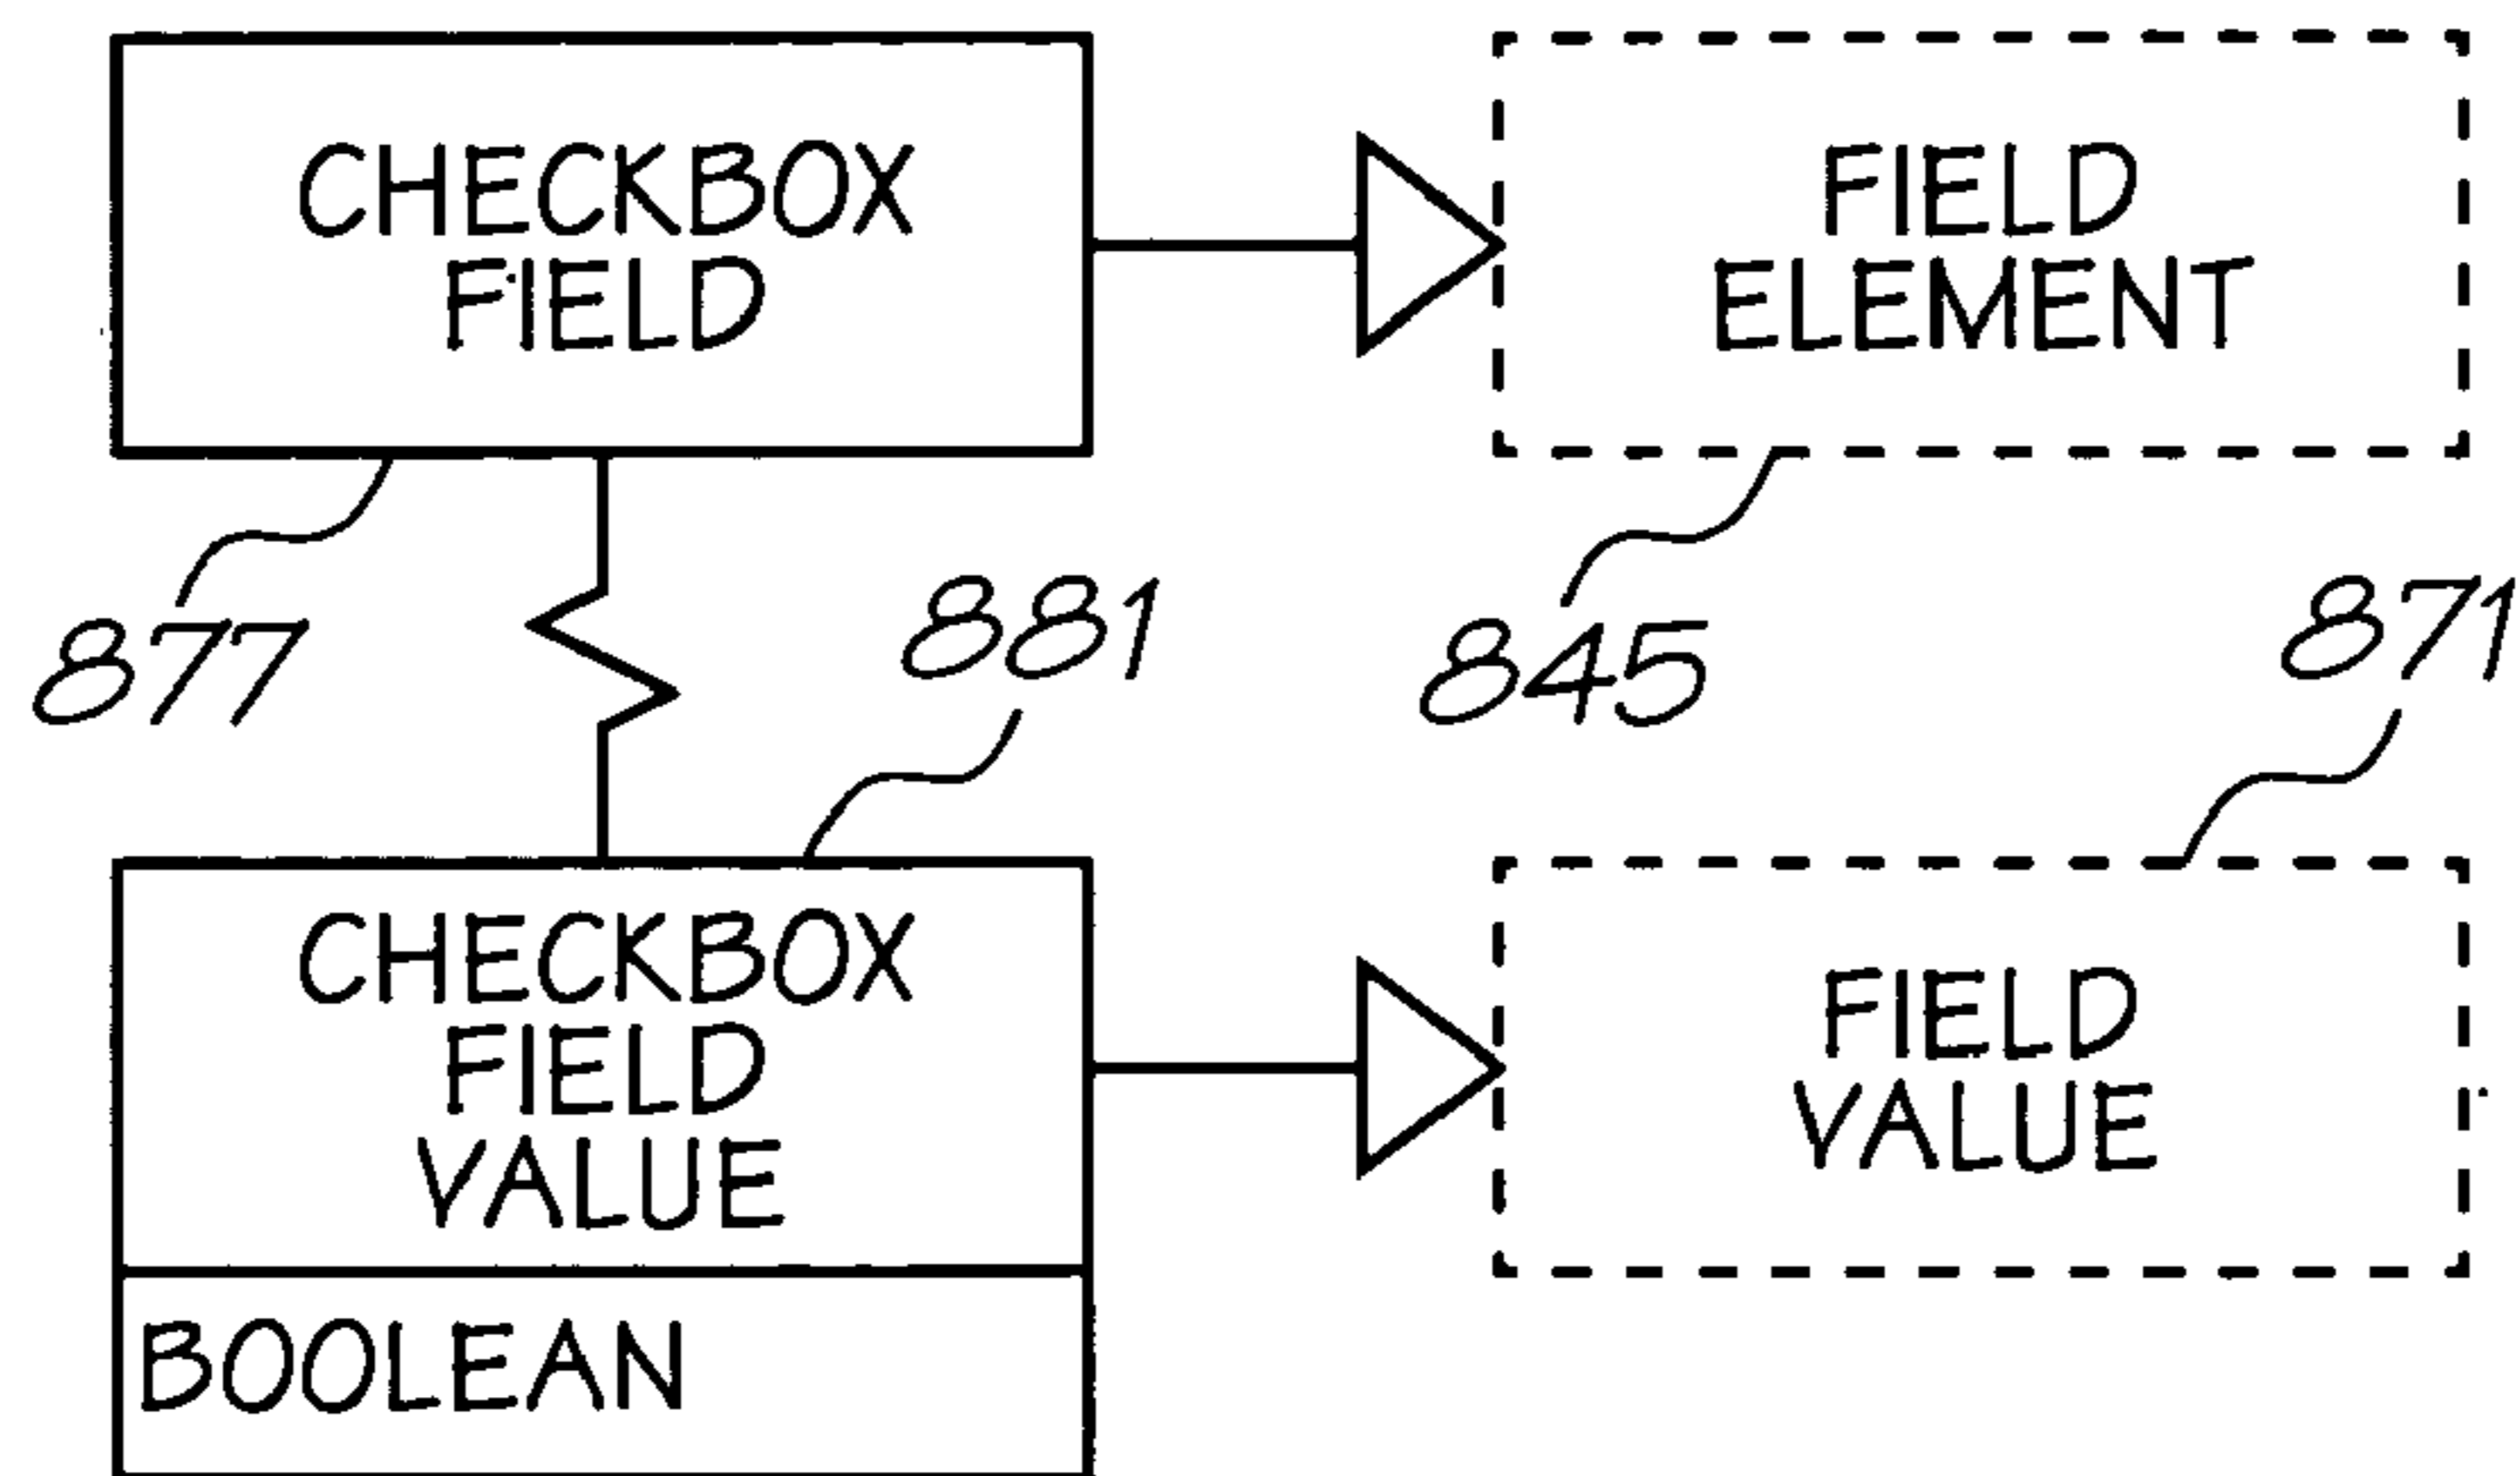 CHECKBOX
FIELD
FIELD
ELEMENT
877
881
845
871
CHECKBOX
FIELD
VALUE
FIELD
VALUE
BOOLEAN